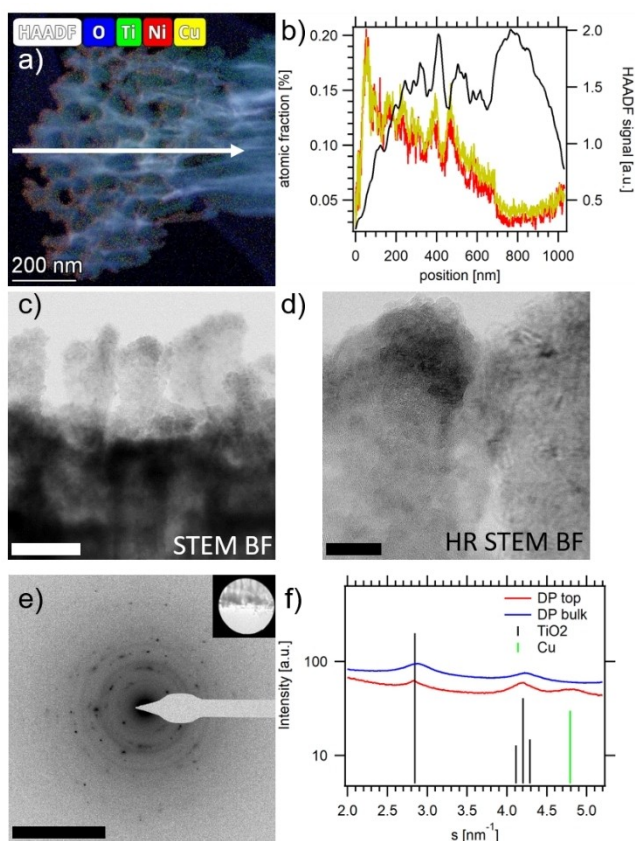 HAADF O Ti Ni Cu
a)
200 nm
b)
atomic fraction [%]
0.20
0.15
0.10
0.05
2.0
1.5
1.0
0.5
HAADF signal [a.u.]
0 200 400 600 800 1000
position [nm]
c)
STEM BF
d)
HR STEM BF
e)
f)
Intensity [a.u.]
100
10
DP top
DP bulk
TiO2
Cu
2.0 2.5 3.0 3.5 4.0 4.5 5.0
s [nm⁻¹]